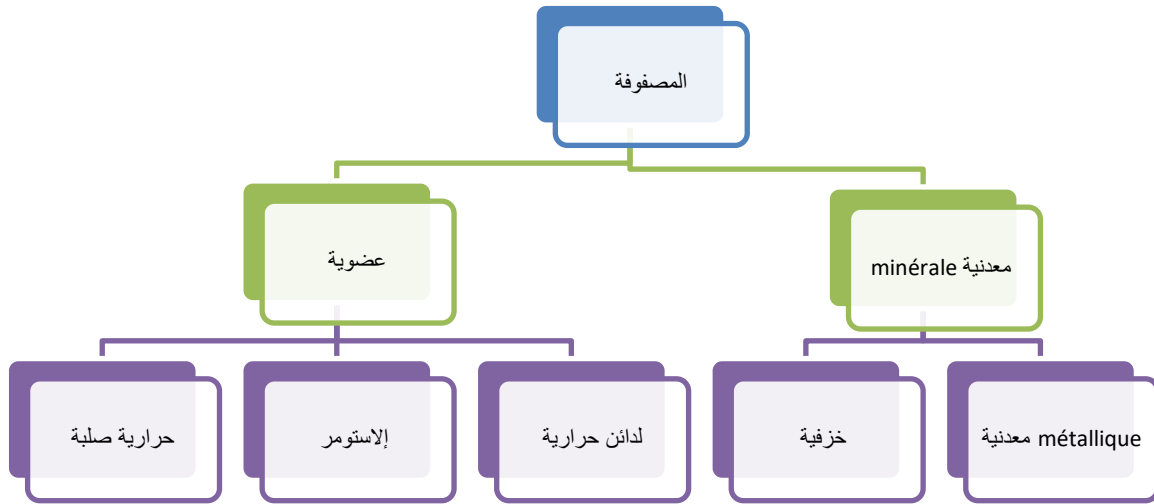 المصفوفة
معدنية minérale
عضوية
معدنية métallique
خزفية
لدائن حرارية
إلاستومر
حرارية صلبة